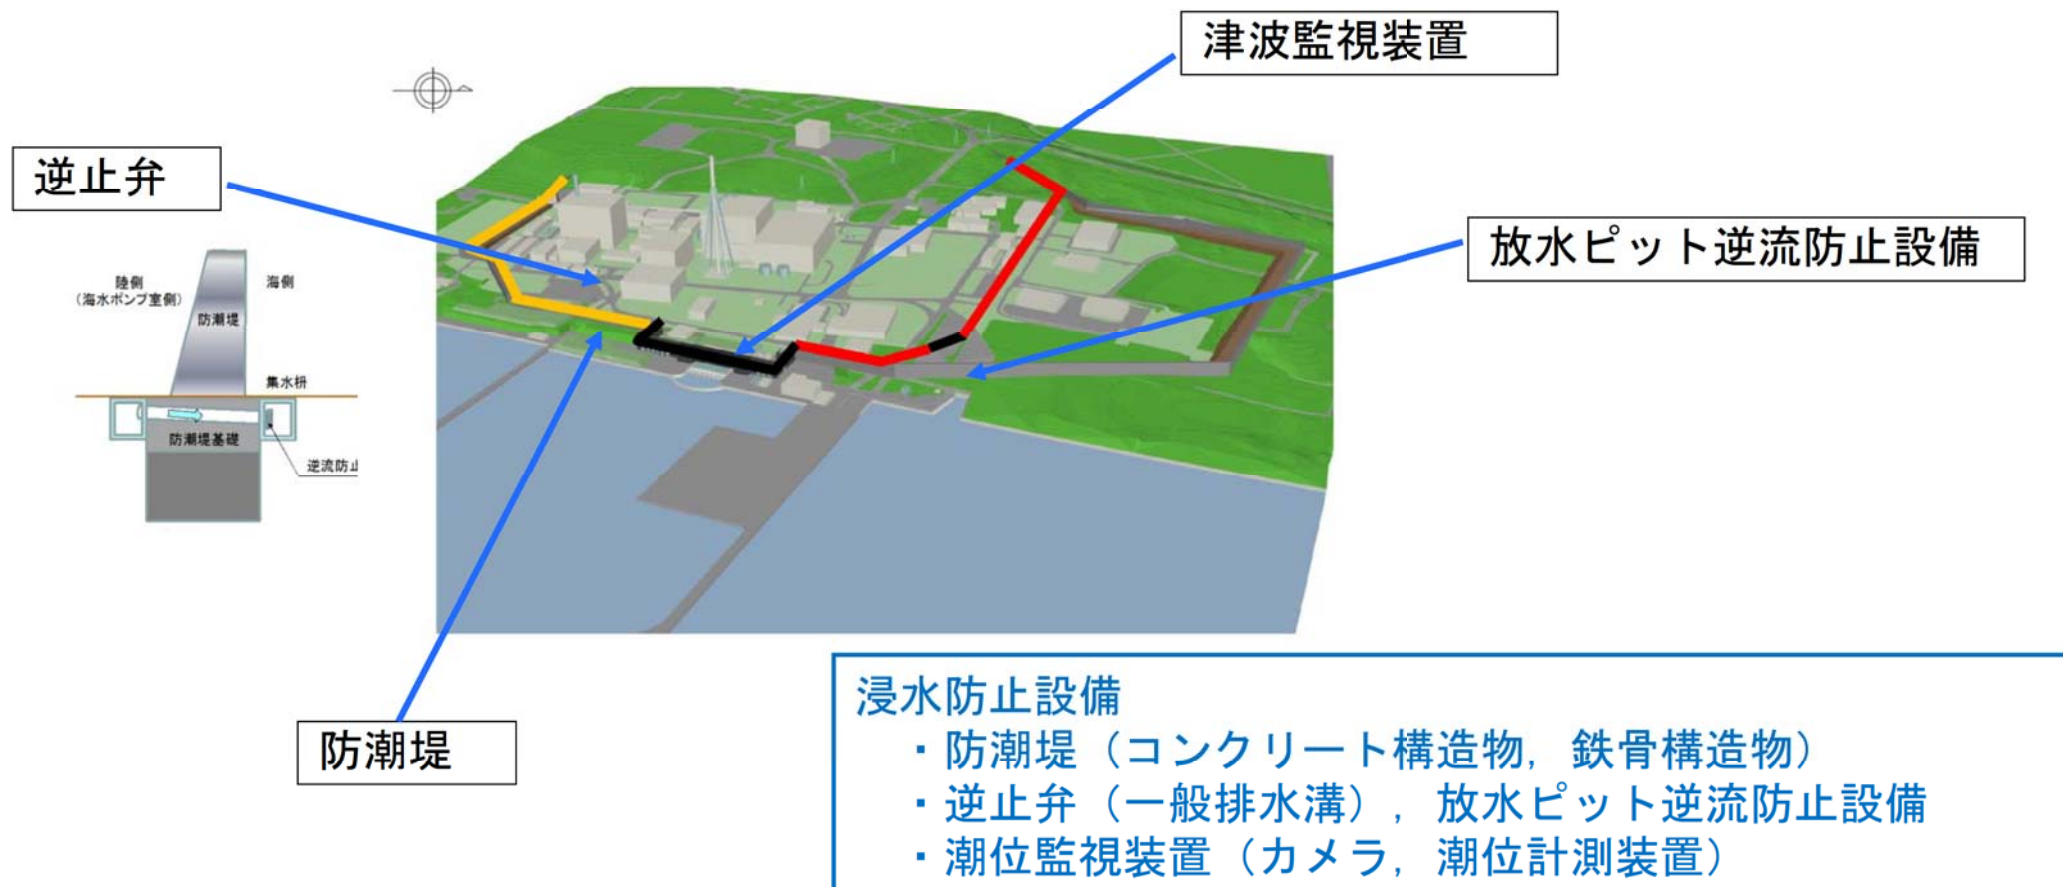 津波監視装置
逆止弁
放水ピット逆流防止設備
陸側
（海水ポンプ室側）
海側
防潮堤
集水枡
防潮堤基礎
逆流防止
防潮堤
浸水防止設備
・防潮堤（コンクリート構造物，鉄骨構造物）
・逆止弁（一般排水溝），放水ピット逆流防止設備
・潮位監視装置（カメラ，潮位計測装置）